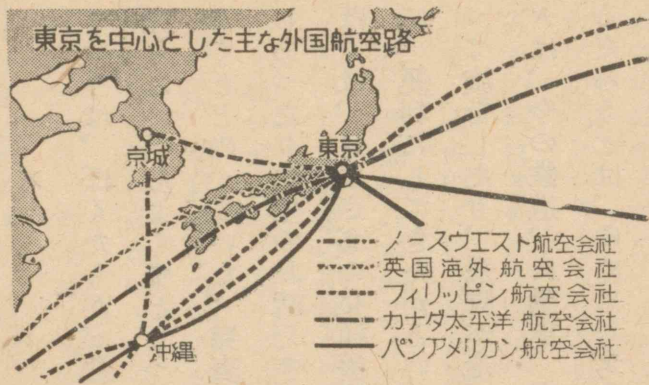 東京を中心とした主な外国航空路
京城
東京
沖縄
ノースウエスト航空会社
英国海外航空会社
フィリッピン航空会社
カナダ太平洋航空会社
パンアメリカン航空会社